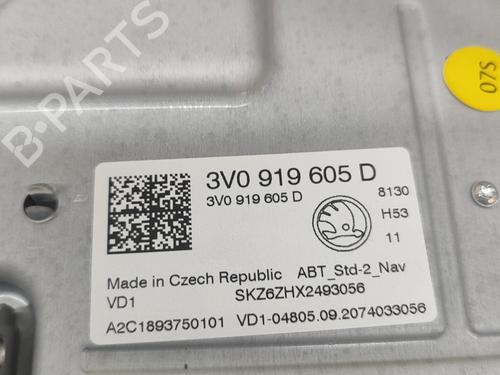 B-PARTS
07S
3V0 919 605 D
3V0 919 605 D
8130
H53
11
Made in Czech Republic ABT_Std-2_Nav
VD1 SKZ6ZHX2493056
A2C1893750101 VD1-04805.09.2074033056